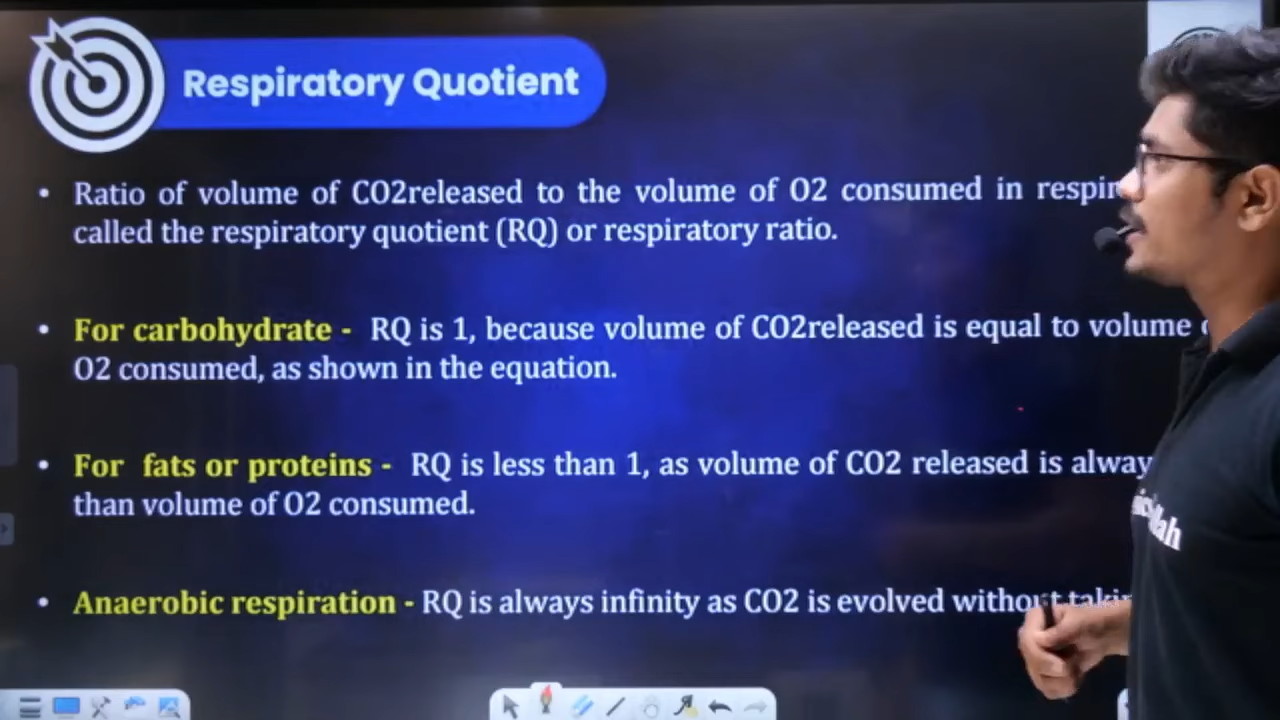 Respiratory Quotient
• Ratio of volume of CO2released to the volume of O2 consumed in
called the respiratory quotient (RQ) or respiratory ratio.
• For carbohydrate - RQ is 1, because volume of CO2released is equal to volume
O2 consumed, as shown in the equation.
• For fats or proteins - RQ is less than 1, as volume of CO2 released is
than volume of O2 consumed.
• Anaerobic respiration - RQ is always infinity as CO2 is evolved without